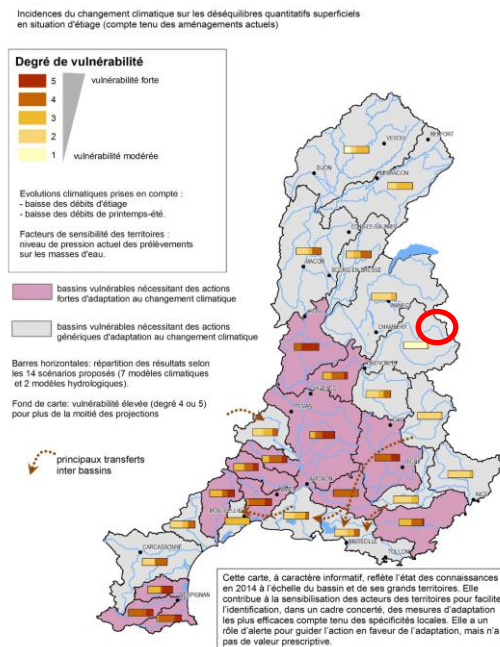 Incidences du changement climatique sur les déséquilibres quantitatifs superficiels
en situation d'étiage (compte tenu des aménagements actuels)
Degré de vulnérabilité
5
vulnérabilité forte
4
3
2
1
vulnérabilité modérée
Evolutions climatiques prises en compte :
- baisse des débits d'étiage
- baisse des débits de printemps-été.
Facteurs de sensibilité des territoires :
niveau de pression actuel des prélèvements
sur les masses d'eau.
bassins vulnérables nécessitant des actions
fortes d'adaptation au changement climatique
bassins vulnérables nécessitant des actions
génériques d'adaptation au changement climatique
Barres horizontales: répartition des résultats selon
les 14 scénarios proposés (7 modèles climatiques
et 2 modèles hydrologiques).
Fond de carte: vulnérabilité élevée (degré 4 ou 5)
pour plus de la moitié des projections
principaux transferts
inter bassins
BELFORT
VESOUL
DIJON
BESANCON
LONS-LE-SAUNIER
MACON
BOURG-EN-BRESSE
ANNECY
CHAMBERY
PRIVAS
AVIGNON
MONTPELLIER
NICE
MARSEILLE
TOULON
CARCASSONNE
PERPIGNAN
Cette carte, à caractère informatif, reflète l'état des connaissances
en 2014 à l'échelle du bassin et de ses grands territoires. Elle
contribue à la sensibilisation des acteurs des territoires pour facilite
l'identification, dans un cadre concerté, des mesures d'adaptation
les plus efficaces compte tenu des spécificités locales. Elle a un
rôle d'alerte pour guider l'action en faveur de l'adaptation, mais n'a
pas de valeur prescriptive.